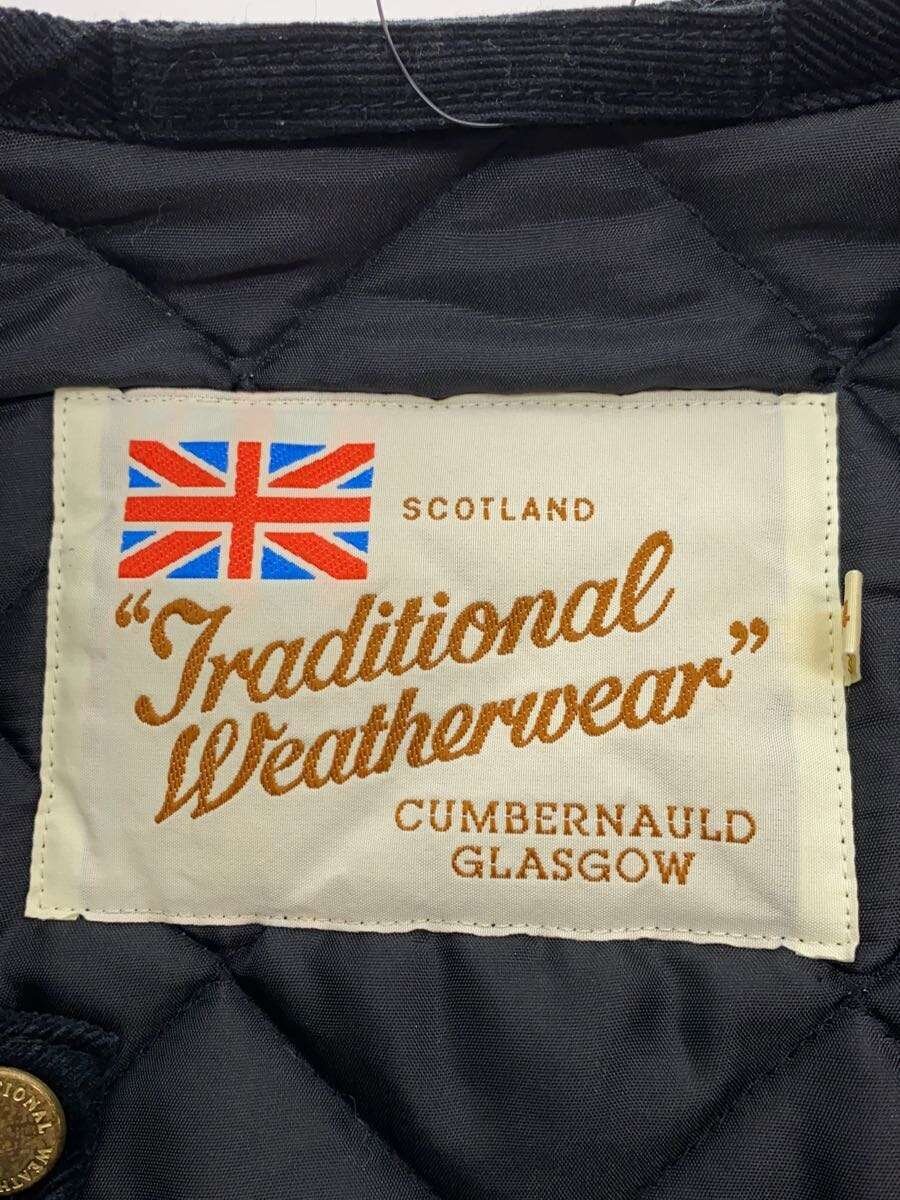 SCOTLAND
“Traditional
Weatherwear”
CUMBERNAULD
GLASGOW